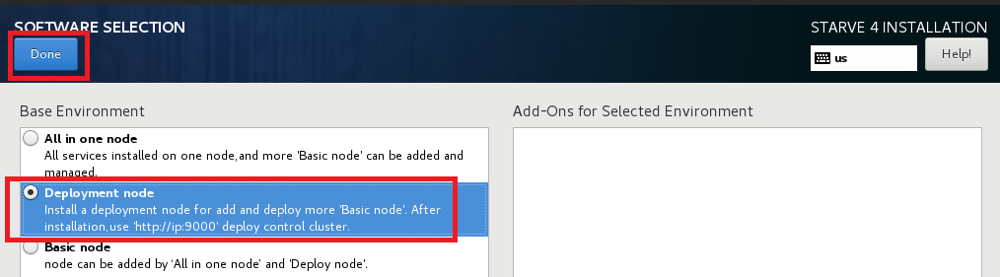 SOFTWARE SELECTION
STARVE 4 INSTALLATION
Done
us
Help!
Base Environment
Add-Ons for Selected Environment
All in one node
All services installed on one node,and more 'Basic node' can be added and
managed.
Deployment node
Install a deployment node for add and deploy more 'Basic node'. After
installation,use 'http://ip:9000' deploy control cluster.
Basic node
node can be added by 'All in one node' and 'Deploy node'.